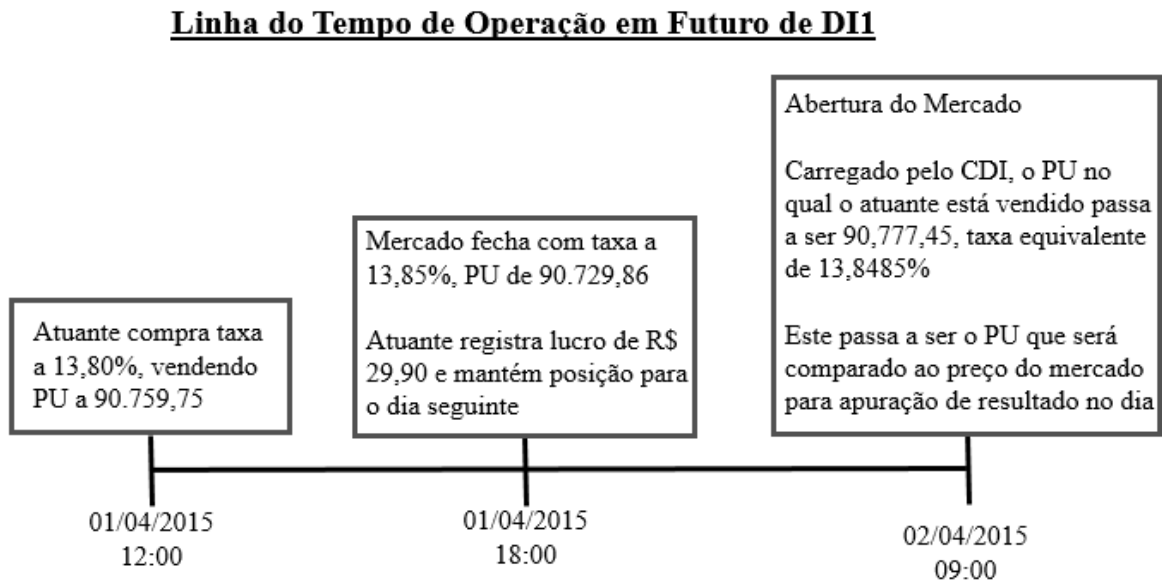 Linha do Tempo de Operação em Futuro de DI1
Atuante compra taxa
a 13,80%, vendendo
PU a 90.759,75
Mercado fecha com taxa a
13,85%, PU de 90.729,86
Atuante registra lucro de R$
29,90 e mantém posição para
o dia seguinte
Abertura do Mercado
Carregado pelo CDI, o PU no
qual o atuante está vendido passa
a ser 90,777,45, taxa equivalente
de 13,8485%
Este passa a ser o PU que será
comparado ao preço do mercado
para apuração de resultado no dia
01/04/2015
12:00
01/04/2015
18:00
02/04/2015
09:00